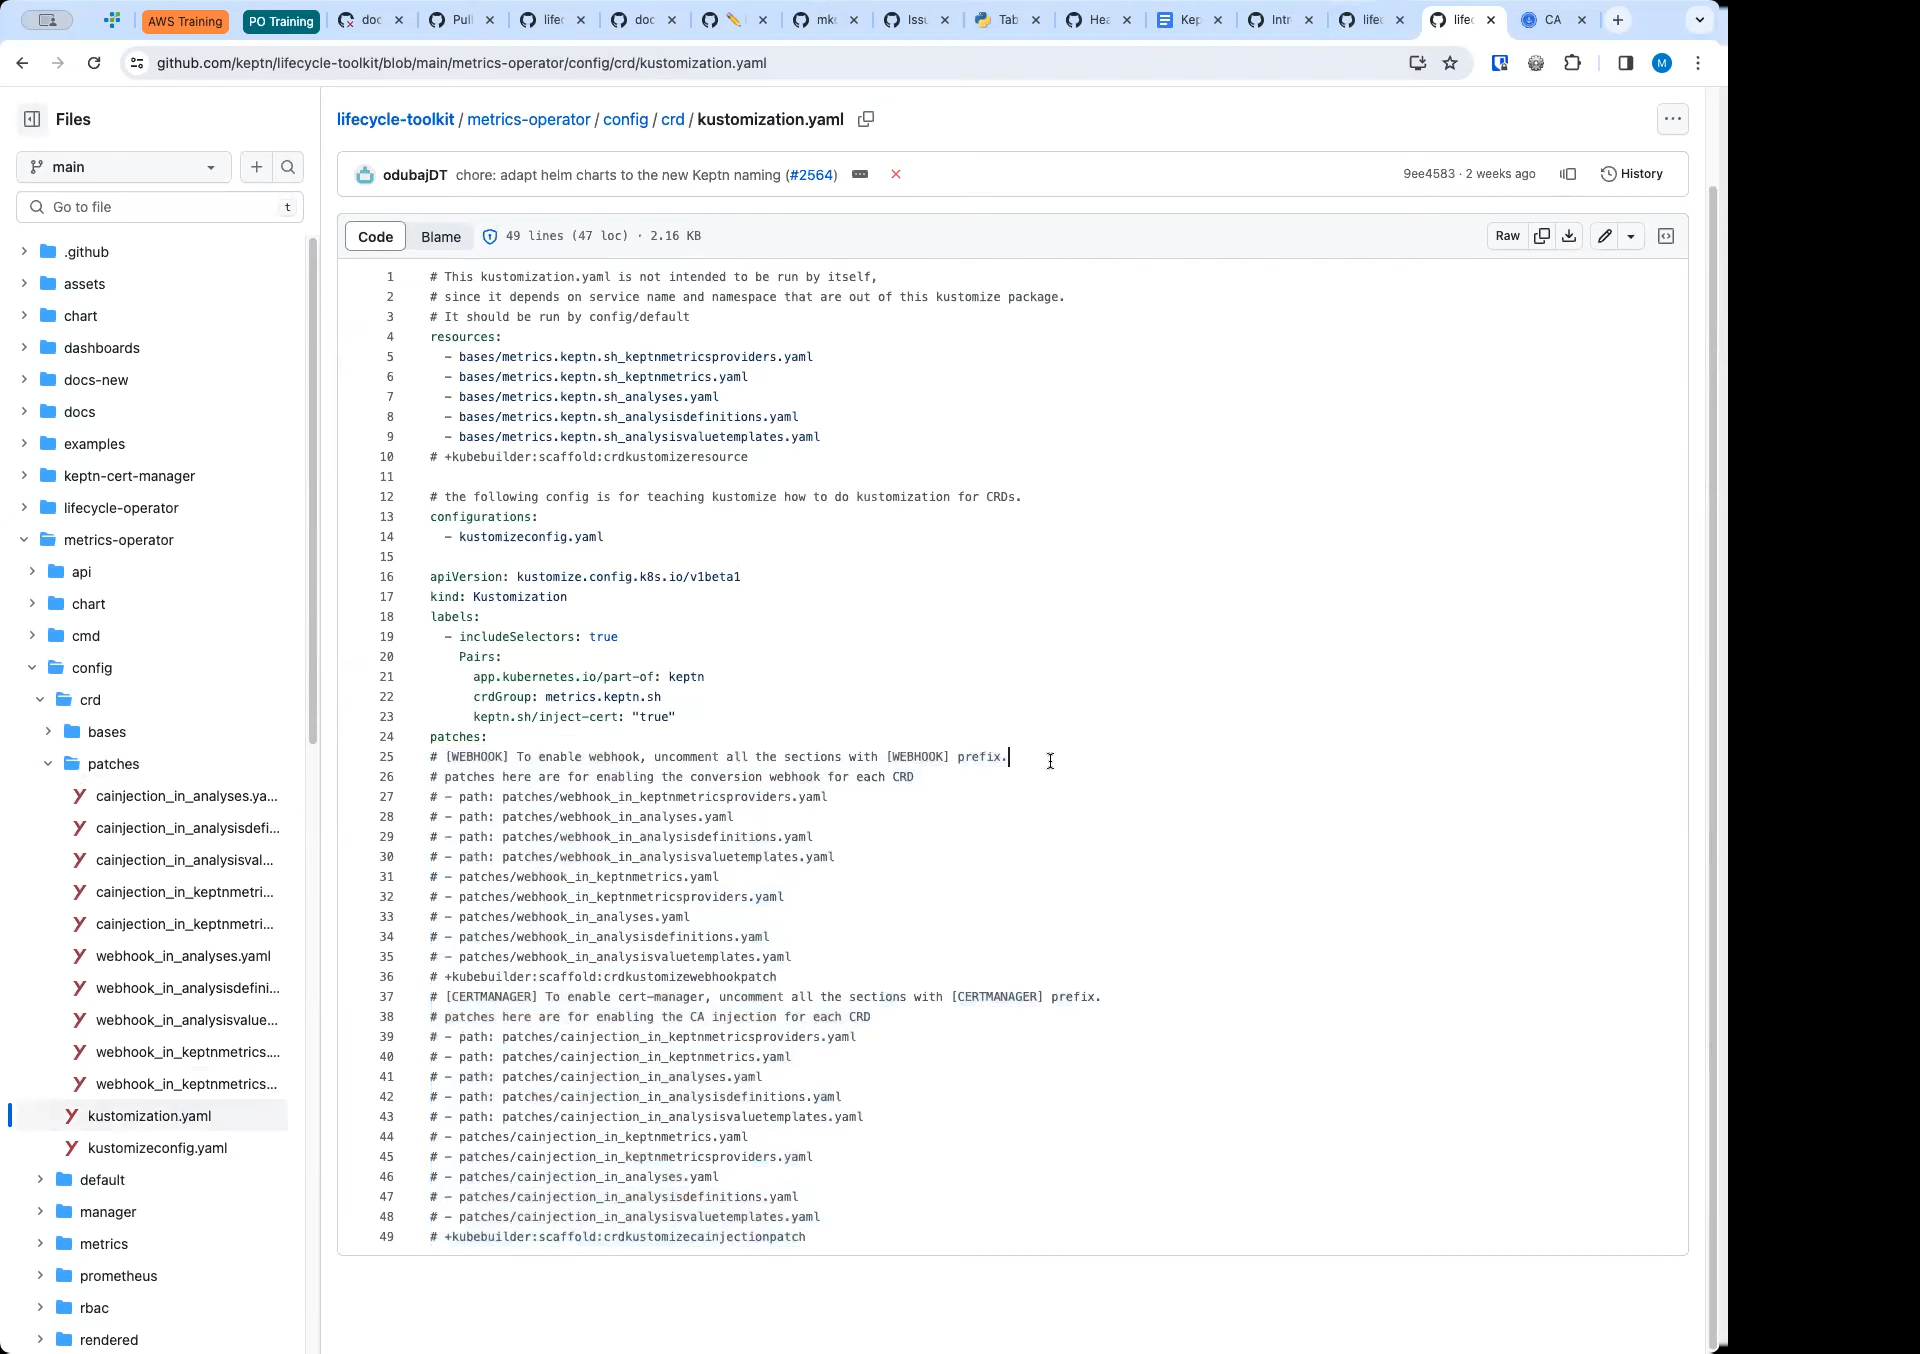 AWS Training
PO Training
doc
Pull
lifec
doc
mkc
Issu
Tab
Hea
Kep
Intr
lifec
lifec
CA
github.com/keptn/lifecycle-toolkit/blob/main/metrics-operator/config/crd/kustomization.yaml
M
Files
main
Go to file
t
.github
assets
chart
dashboards
docs-new
docs
examples
keptn-cert-manager
lifecycle-operator
metrics-operator
api
chart
cmd
config
crd
bases
patches
cainjection_in_analyses.ya...
cainjection_in_analysisdefi...
cainjection_in_analysisval...
cainjection_in_keptnmetri...
cainjection_in_keptnmetri...
webhook_in_analyses.yaml
webhook_in_analysisdefini...
webhook_in_analysisvalue...
webhook_in_keptnmetrics....
webhook_in_keptnmetrics...
kustomization.yaml
kustomizeconfig.yaml
default
manager
metrics
prometheus
rbac
rendered
lifecycle-toolkit / metrics-operator / config / crd / kustomization.yaml
odubajDT chore: adapt helm charts to the new Keptn naming (#2564)
9ee4583 · 2 weeks ago
History
Code
Blame
49 lines (47 loc) · 2.16 KB
Raw
1 # This kustomization.yaml is not intended to be run by itself,
2 # since it depends on service name and namespace that are out of this kustomize package.
3 # It should be run by config/default
4 resources:
5 - bases/metrics.keptn.sh_keptnmetricsproviders.yaml
6 - bases/metrics.keptn.sh_keptnmetrics.yaml
7 - bases/metrics.keptn.sh_analyses.yaml
8 - bases/metrics.keptn.sh_analysisdefinitions.yaml
9 - bases/metrics.keptn.sh_analysisvaluetemplates.yaml
10 # +kubebuilder:scaffold:crdkustomizeresource
11
12 # the following config is for teaching kustomize how to do kustomization for CRDs.
13 configurations:
14 - kustomizeconfig.yaml
15
16 apiVersion: kustomize.config.k8s.io/v1beta1
17 kind: Kustomization
18 labels:
19 - includeSelectors: true
20 Pairs:
21 app.kubernetes.io/part-of: keptn
22 crdGroup: metrics.keptn.sh
23 keptn.sh/inject-cert: "true"
24 patches:
25 # [WEBHOOK] To enable webhook, uncomment all the sections with [WEBHOOK] prefix.
26 # patches here are for enabling the conversion webhook for each CRD
27 # - path: patches/webhook_in_keptnmetricsproviders.yaml
28 # - path: patches/webhook_in_analyses.yaml
29 # - path: patches/webhook_in_analysisdefinitions.yaml
30 # - path: patches/webhook_in_analysisvaluetemplates.yaml
31 # - patches/webhook_in_keptnmetrics.yaml
32 # - patches/webhook_in_keptnmetricsproviders.yaml
33 # - patches/webhook_in_analyses.yaml
34 # - patches/webhook_in_analysisdefinitions.yaml
35 # - patches/webhook_in_analysisvaluetemplates.yaml
36 # +kubebuilder:scaffold:crdkustomizewebhookpatch
37 # [CERTMANAGER] To enable cert-manager, uncomment all the sections with [CERTMANAGER] prefix.
38 # patches here are for enabling the CA injection for each CRD
39 # - path: patches/cainjection_in_keptnmetricsproviders.yaml
40 # - path: patches/cainjection_in_keptnmetrics.yaml
41 # - path: patches/cainjection_in_analyses.yaml
42 # - path: patches/cainjection_in_analysisdefinitions.yaml
43 # - path: patches/cainjection_in_analysisvaluetemplates.yaml
44 # - patches/cainjection_in_keptnmetrics.yaml
45 # - patches/cainjection_in_keptnmetricsproviders.yaml
46 # - patches/cainjection_in_analyses.yaml
47 # - patches/cainjection_in_analysisdefinitions.yaml
48 # - patches/cainjection_in_analysisvaluetemplates.yaml
49 # +kubebuilder:scaffold:crdkustomizecainjectionpatch